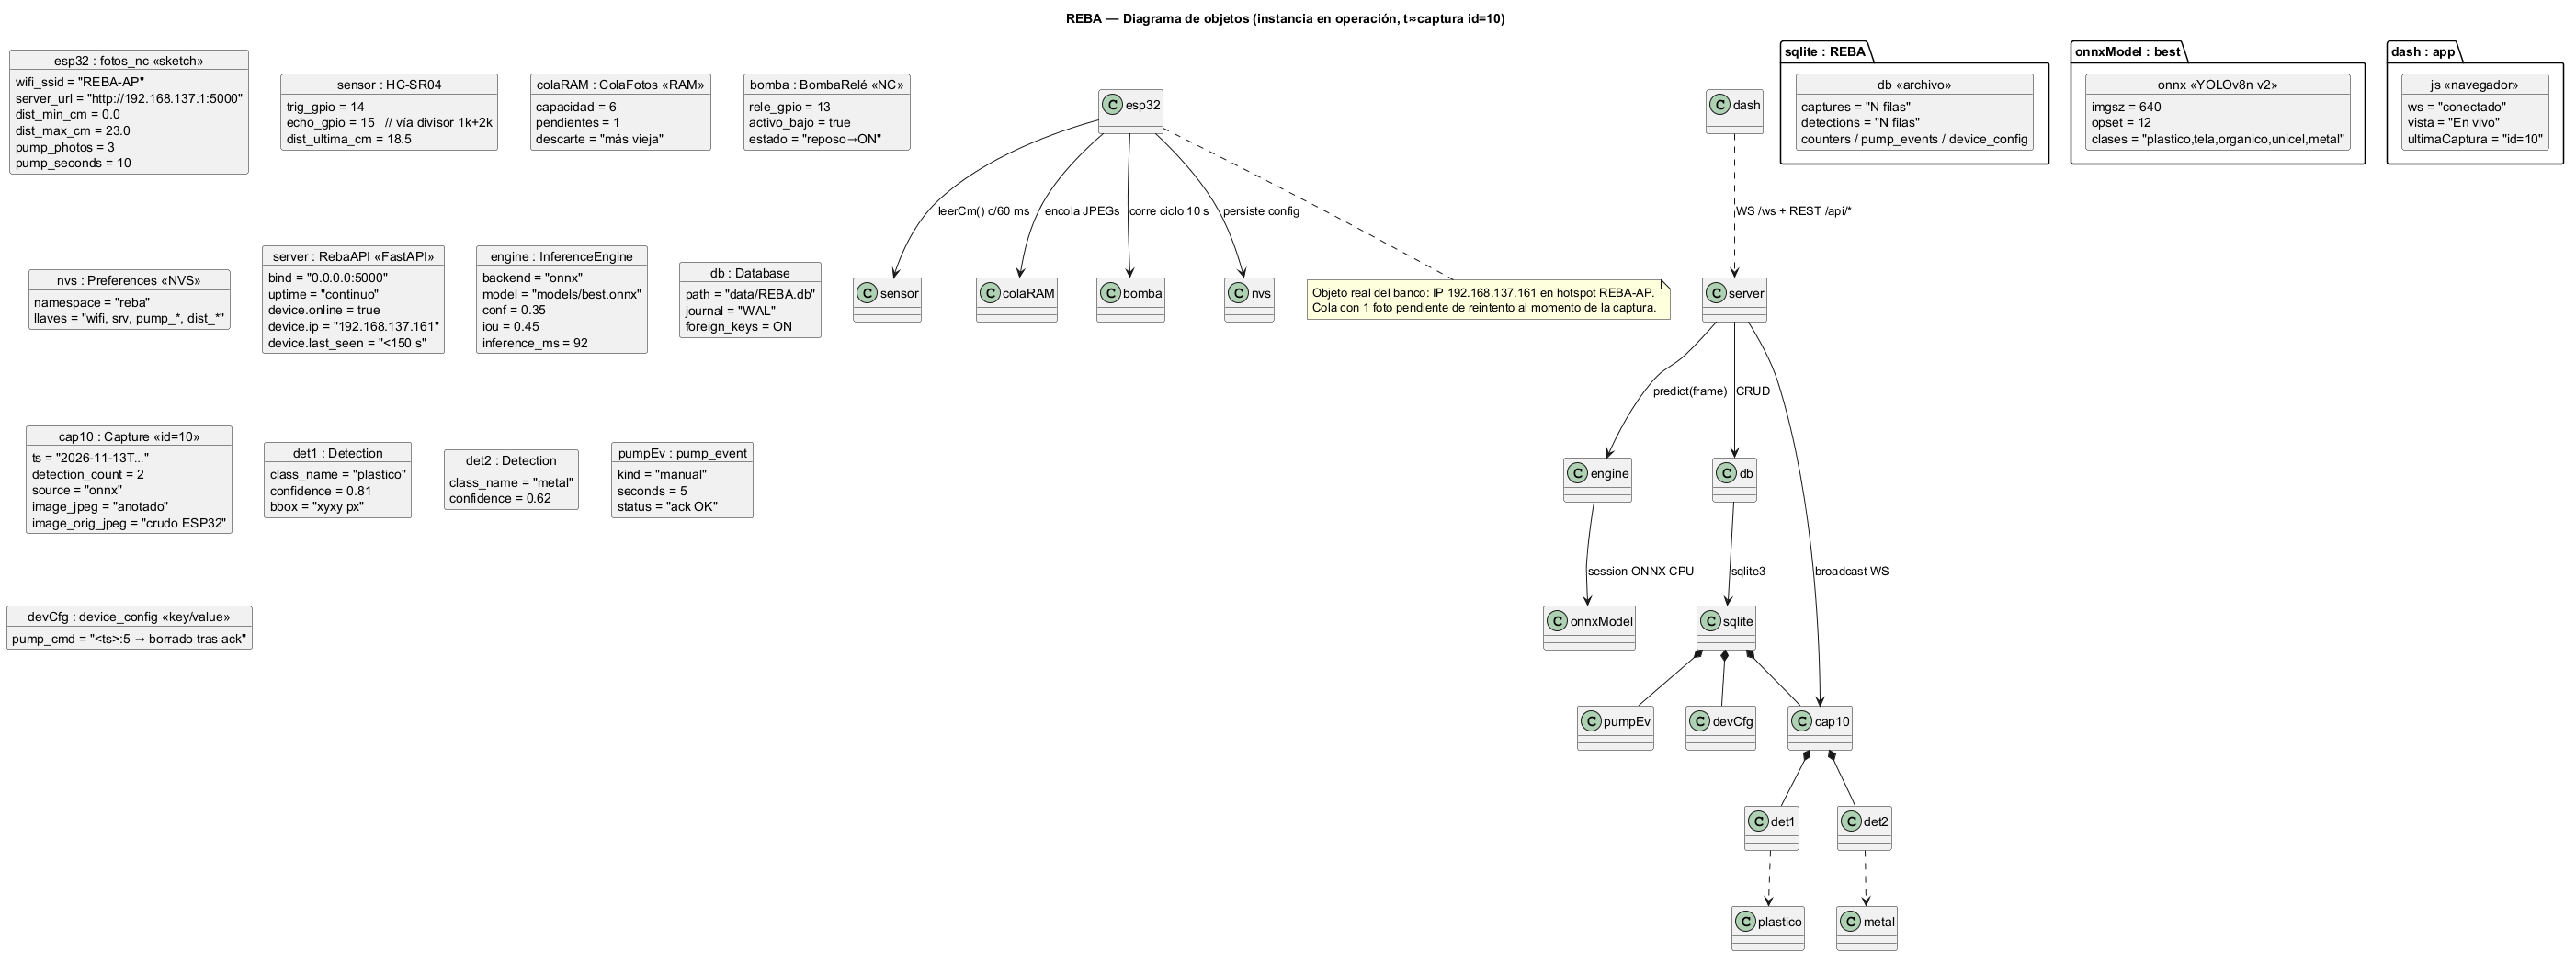 REBA — Diagrama de objetos (instancia en operación, t≈captura id=10)
esp32 : fotos_nc «sketch»
wifi_ssid = "REBA-AP"
server_url = "http://192.168.137.1:5000"
dist_min_cm = 0.0
dist_max_cm = 23.0
pump_photos = 3
pump_seconds = 10
sensor : HC-SR04
trig_gpio = 14
echo_gpio = 15   // vía divisor 1k+2k
dist_ultima_cm = 18.5
colaRAM : ColaFotos «RAM»
capacidad = 6
pendientes = 1
descarte = "más vieja"
bomba : BombaRelé «NC»
rele_gpio = 13
activo_bajo = true
estado = "reposo→ON"
C esp32
C dash
sqlite : REBA
db «archivo»
captures = "N filas"
detections = "N filas"
counters / pump_events / device_config
onnxModel : best
onnx «YOLOv8n v2»
imgsz = 640
opset = 12
clases = "plastico,tela,organico,unicel,metal"
dash : app
js «navegador»
ws = "conectado"
vista = "En vivo"
ultimaCaptura = "id=10"
leerCm() c/60 ms
encola JPEGs
corre ciclo 10 s
persiste config
WS /ws + REST /api/*
nvs : Preferences «NVS»
namespace = "reba"
llaves = "wifi, srv, pump_*, dist_*"
server : RebaAPI «FastAPI»
bind = "0.0.0.0:5000"
uptime = "continuo"
device.online = true
device.ip = "192.168.137.161"
device.last_seen = "<150 s"
engine : InferenceEngine
backend = "onnx"
model = "models/best.onnx"
conf = 0.35
iou = 0.45
inference_ms = 92
db : Database
path = "data/REBA.db"
journal = "WAL"
foreign_keys = ON
C sensor
C colaRAM
C bomba
C nvs
Objeto real del banco: IP 192.168.137.161 en hotspot REBA-AP.
Cola con 1 foto pendiente de reintento al momento de la captura.
C server
predict(frame)
CRUD
cap10 : Capture «id=10»
ts = "2026-11-13T..."
detection_count = 2
source = "onnx"
image_jpeg = "anotado"
image_orig_jpeg = "crudo ESP32"
det1 : Detection
class_name = "plastico"
confidence = 0.81
bbox = "xyxy px"
det2 : Detection
class_name = "metal"
confidence = 0.62
pumpEv : pump_event
kind = "manual"
seconds = 5
status = "ack OK"
C engine
C db
session ONNX CPU
sqlite3
broadcast WS
devCfg : device_config «key/value»
pump_cmd = "<ts>:5 → borrado tras ack"
C onnxModel
C sqlite
C pumpEv
C devCfg
C cap10
C det1
C det2
C plastico
C metal